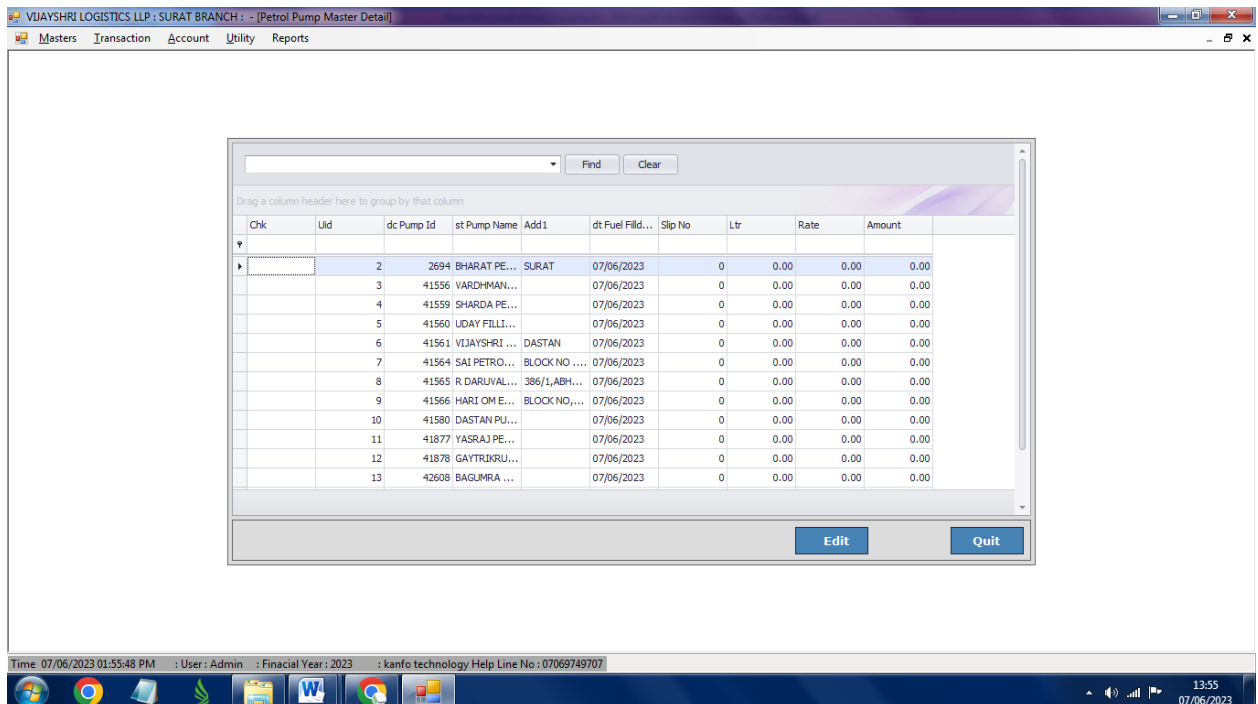 VIJAYSHRI LOGISTICS LLP : SURAT BRANCH : - [Petrol Pump Master Detail]
Masters Transaction Account Utility Reports
Find Clear
Drag a column header here to group by that column
Chk Uid dc Pump Id st Pump Name Add1 dt Fuel Filld... Slip No Ltr Rate Amount
2 2694 BHARAT PE... SURAT 07/06/2023 0 0.00 0.00 0.00
3 41556 VARDHMAN... 07/06/2023 0 0.00 0.00 0.00
4 41559 SHARDA PE... 07/06/2023 0 0.00 0.00 0.00
5 41560 UDAY FILLI... 07/06/2023 0 0.00 0.00 0.00
6 41561 VIJAYSHRI ... DASTAN 07/06/2023 0 0.00 0.00 0.00
7 41564 SAI PETRO... BLOCK NO .... 07/06/2023 0 0.00 0.00 0.00
8 41565 R DARUVAL... 386/1,ABH... 07/06/2023 0 0.00 0.00 0.00
9 41566 HARI OM E... BLOCK NO,... 07/06/2023 0 0.00 0.00 0.00
10 41580 DASTAN PU... 07/06/2023 0 0.00 0.00 0.00
11 41877 YASRAJ PE... 07/06/2023 0 0.00 0.00 0.00
12 41878 GAYTRIKRU... 07/06/2023 0 0.00 0.00 0.00
13 42608 BAGUMRA ... 07/06/2023 0 0.00 0.00 0.00
Edit Quit
Time 07/06/2023 01:55:48 PM : User : Admin : Finacial Year : 2023 : kanfo technology Help Line No : 07069749707
13:55
07/06/2023